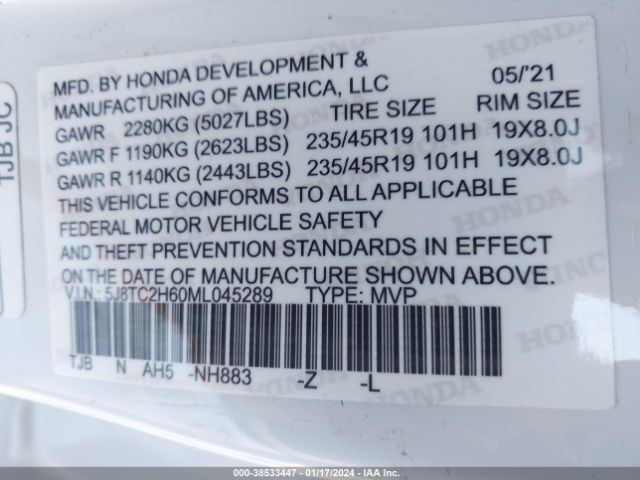 MFD. BY HONDA DEVELOPMENT & 05/'21
MANUFACTURING OF AMERICA, LLC
GAWR 2280KG (5027LBS) TIRE SIZE RIM SIZE
GAWR F 1190KG (2623LBS) 235/45R19 101H 19X8.0J
GAWR R 1140KG (2443LBS) 235/45R19 101H 19X8.0J
THIS VEHICLE CONFORMS TO ALL APPLICABLE
FEDERAL MOTOR VEHICLE SAFETY
AND THEFT PREVENTION STANDARDS IN EFFECT
ON THE DATE OF MANUFACTURE SHOWN ABOVE.
V.I.N.: 5J8TC2H60ML045289 TYPE: MVP
TJB N AH5 -NH883 -Z -L
TJB JC
000-38533447 - 01/17/2024 - IAA Inc.